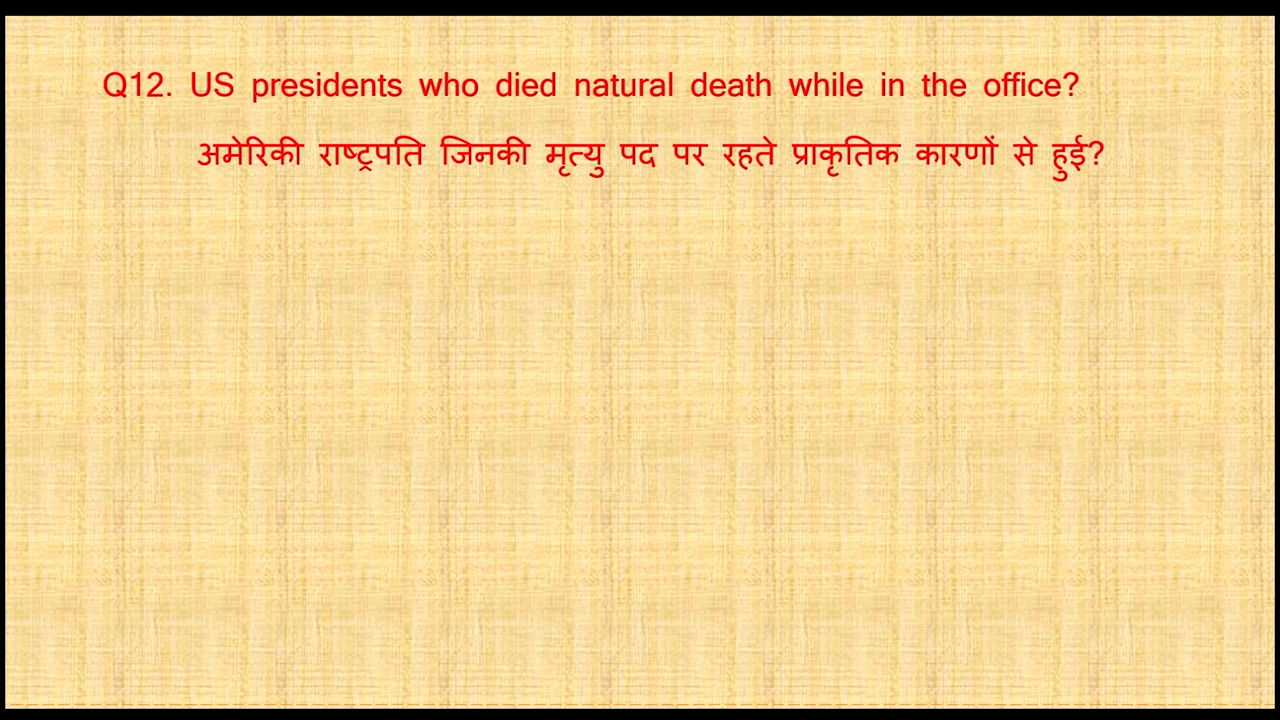 Q12. US presidents who died natural death while in the office?
अमेरिकी राष्ट्रपति जिनकी मृत्यु पद पर रहते प्राकृतिक कारणों से हुई?